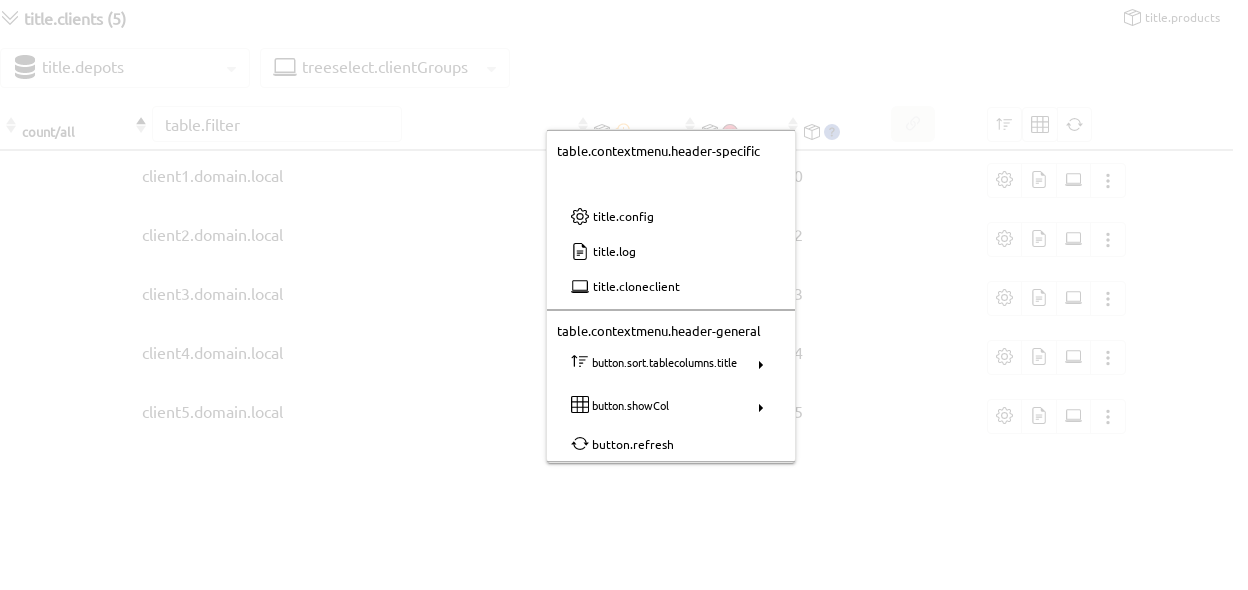 title.clients (5)
title.products
title.depots
treeselect.clientGroups
count/all
table.filter
?
table.contextmenu.header-specific
client1.domain.local
0
title.config
client2.domain.local
2
title.log
title.cloneclient
client3.domain.local
3
table.contextmenu.header-general
client4.domain.local
4
button.sort.tablecolumns.title
button.showCol
client5.domain.local
5
button.refresh